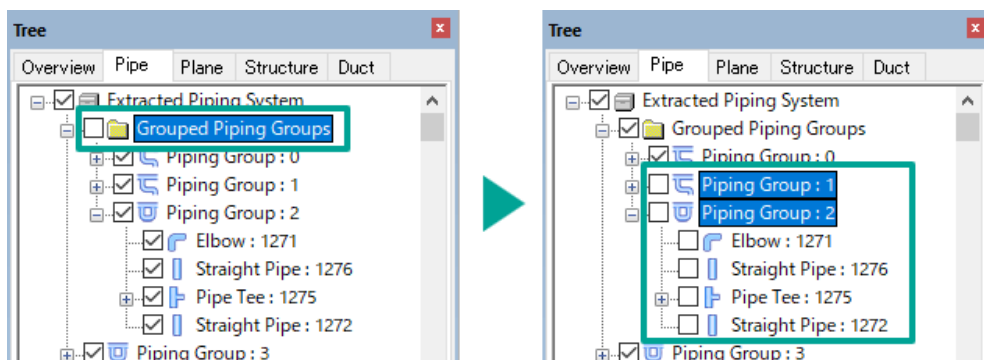 Tree
Overview Pipe Plane Structure Duct
Extracted Piping System
Grouped Piping Groups
Piping Group : 0
Piping Group : 1
Piping Group : 2
Elbow : 1271
Straight Pipe : 1276
Pipe Tee : 1275
Straight Pipe : 1272
Piping Group : 3
Tree
Overview Pipe Plane Structure Duct
Extracted Piping System
Grouped Piping Groups
Piping Group : 0
Piping Group : 1
Piping Group : 2
Elbow : 1271
Straight Pipe : 1276
Pipe Tee : 1275
Straight Pipe : 1272
Piping Group : 3